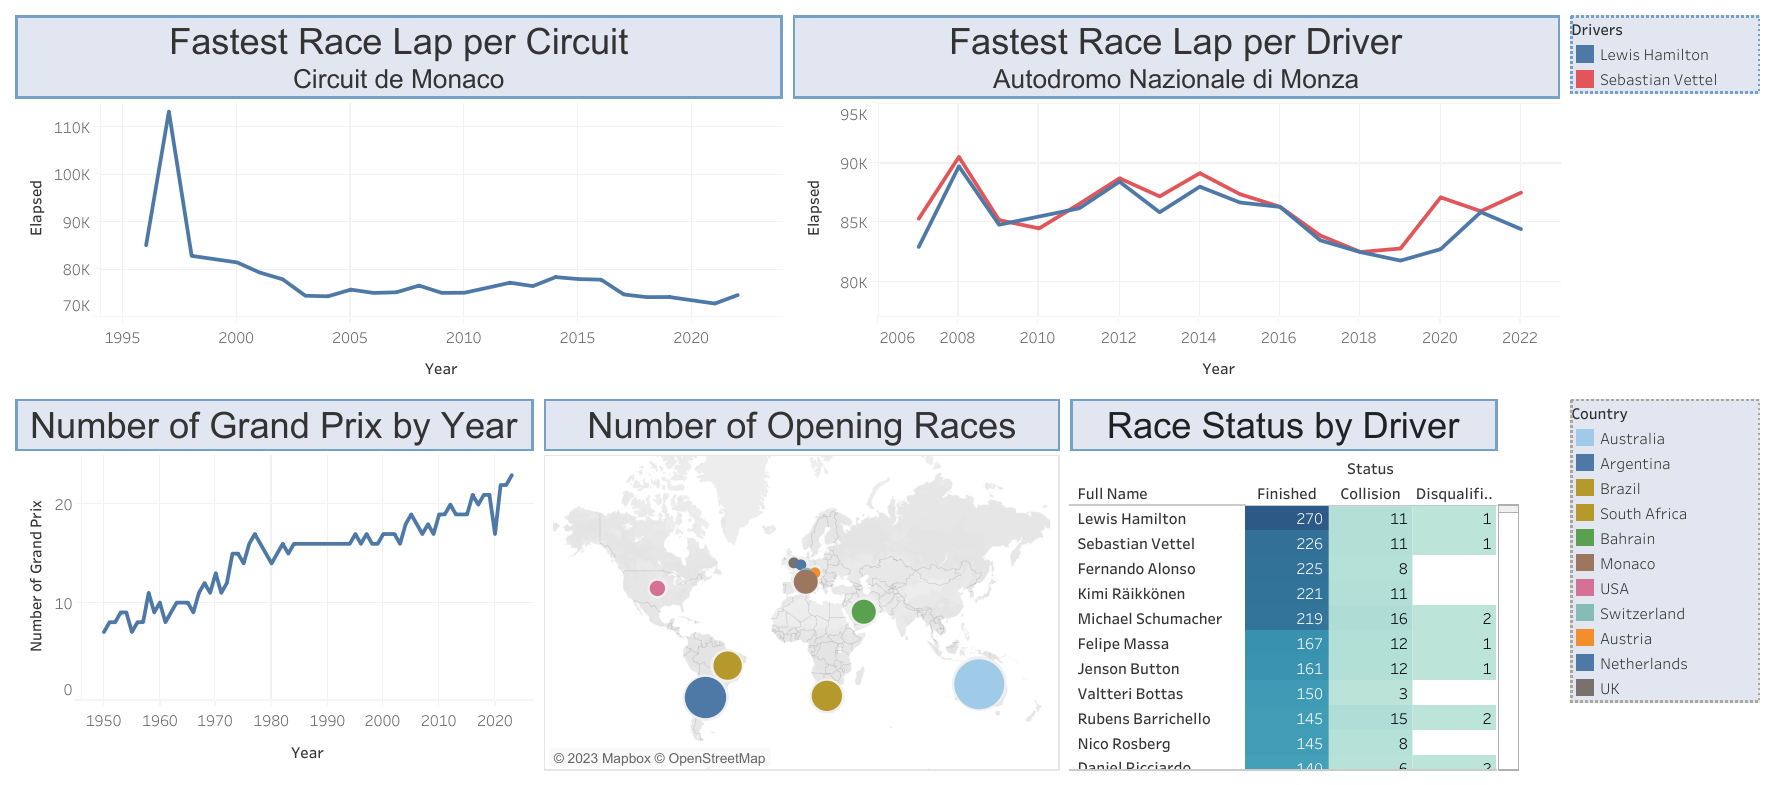 Fastest Race Lap per Circuit
Circuit de Monaco
110K
100K
90K
80K
70K
Elapsed
1995 2000 2005 2010 2015 2020
Year
Fastest Race Lap per Driver
Autodromo Nazionale di Monza
95K
90K
85K
80K
Elapsed
2006 2008 2010 2012 2014 2016 2018 2020 2022
Year
Drivers
Lewis Hamilton
Sebastian Vettel
Number of Grand Prix by Year
20
10
0
Number of Grand Prix
1950 1960 1970 1980 1990 2000 2010 2020
Year
Number of Opening Races
© 2023 Mapbox © OpenStreetMap
Race Status by Driver
Status
Full Name Finished Collision Disqualifi..
Lewis Hamilton 270 11 1
Sebastian Vettel 226 11 1
Fernando Alonso 225 8
Kimi Räikkönen 221 11
Michael Schumacher 219 16 2
Felipe Massa 167 12 1
Jenson Button 161 12 1
Valtteri Bottas 150 3
Rubens Barrichello 145 15 2
Nico Rosberg 145 8
Daniel Ricciardo 140 6 2
Country
Australia
Argentina
Brazil
South Africa
Bahrain
Monaco
USA
Switzerland
Austria
Netherlands
UK